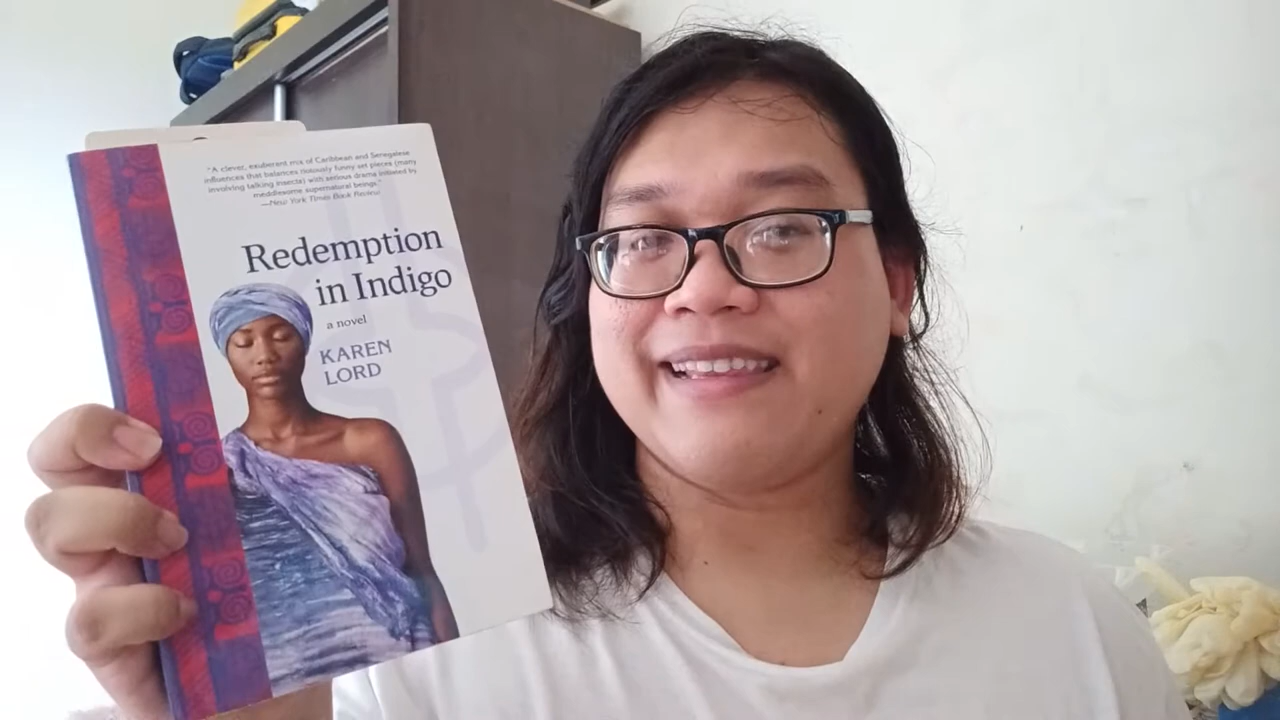 "A clever, exuberant mix of Caribbean and Senegalese
influences that balances riotously funny set pieces (many
involving talking insects) with serious drama initiated by
meddlesome supernatural beings."
—New York Times Book Review
Redemption
in Indigo
a novel
KAREN
LORD